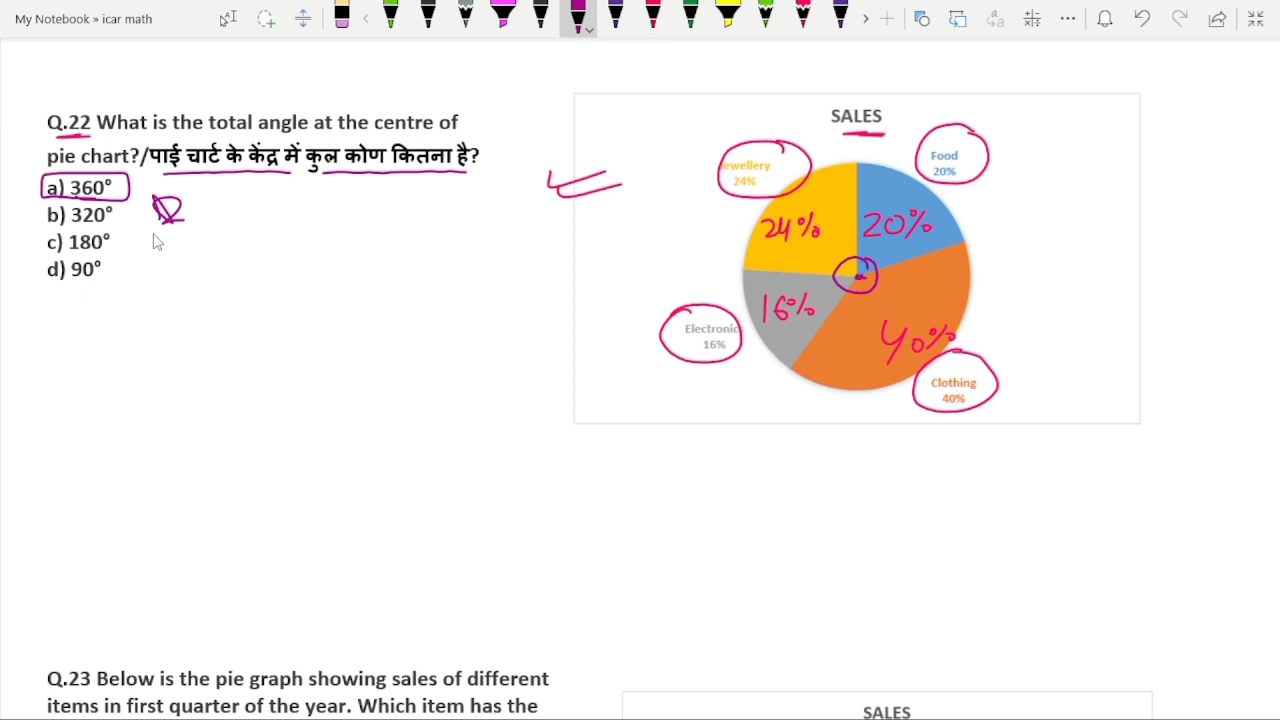 My Notebook » icar math
Q.22 What is the total angle at the centre of
pie chart?/पाई चार्ट के केंद्र में कुल कोण कितना है?
a) 360°
b) 320°
c) 180°
d) 90°
SALES
Food
20%
ewellery
24%
24%
20%
16%
Electronic
16%
40%
Clothing
40%
Q.23 Below is the pie graph showing sales of different
items in first quarter of the year. Which item has the
SALES